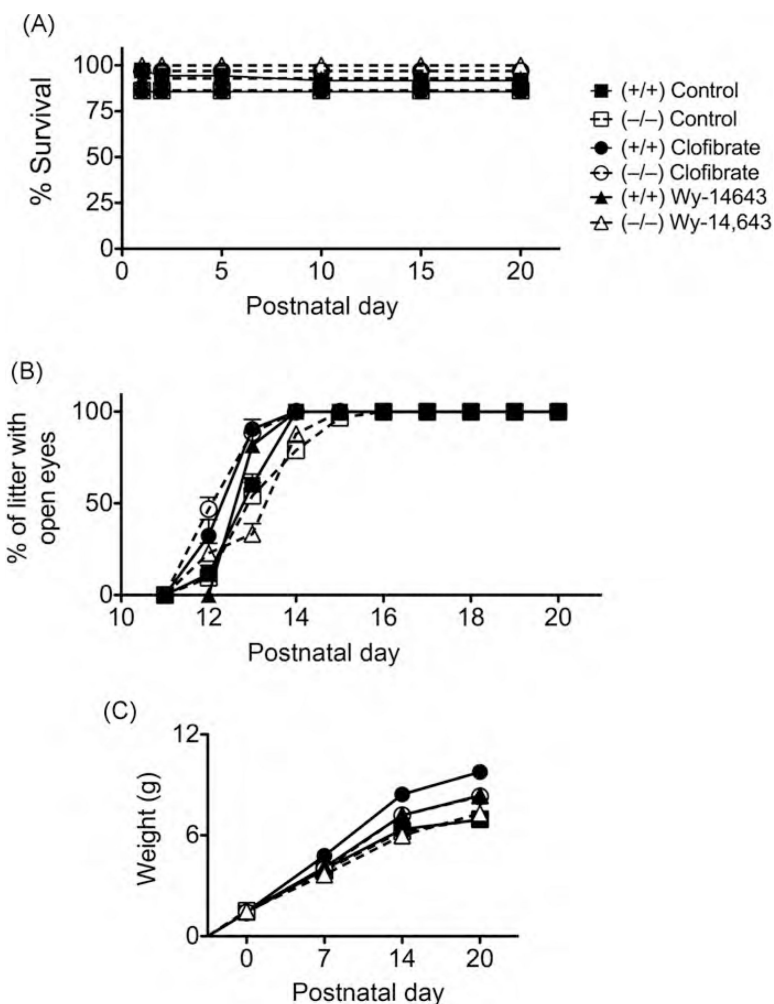 (A)
100
75
50
25
0
% Survival
0
5
10
15
20
Postnatal day
(+/+) Control
(−/−) Control
(+/+) Clofibrate
(−/−) Clofibrate
(+/+) Wy-14643
(−/−) Wy-14,643
(B)
100
50
0
% of litter with
open eyes
10
12
14
16
18
20
Postnatal day
(C)
12
6
0
Weight (g)
0
7
14
20
Postnatal day